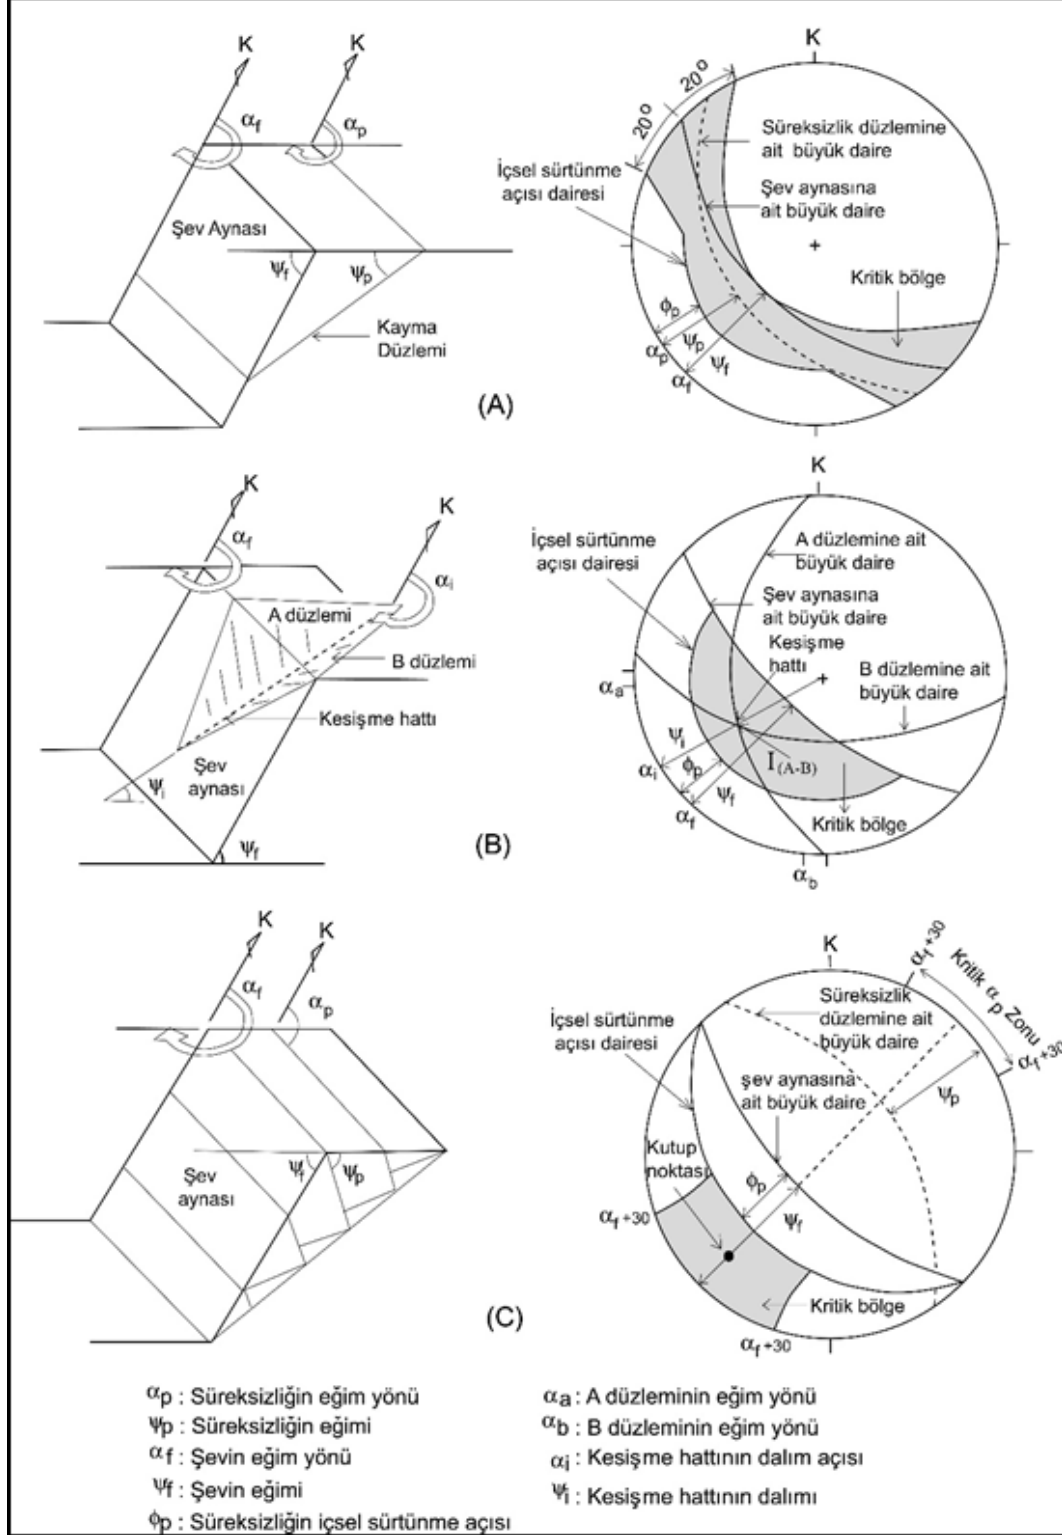 K
K
αf
αp
Şev Aynası
Ψf
Ψp
Kayma
Düzlemi
K
20°
20°
Süreksizlik düzlemine
ait büyük daire
İçsel sürtünme
açısı dairesi
Şev aynasına
ait büyük daire
Kritik bölge
ϕp
αp
Ψp
αf
Ψf
(A)
K
K
αf
αi
A düzlemi
B düzlemi
Kesişme hattı
Şev
aynası
Ψi
Ψf
K
İçsel sürtünme
açısı dairesi
A düzlemine ait
büyük daire
Şev aynasına
ait büyük daire
Kesişme
hattı
B düzlemine ait
büyük daire
αa
Ψi
αi
ϕp
αf
Ψf
I(A-B)
Kritik bölge
αb
(B)
K
K
αf
αp
Şev
aynası
Ψf
Ψp
K
αf+30
Kritik αp Zonu
αf+30
Süreksizlik
düzlemine ait
büyük daire
İçsel sürtünme
açısı dairesi
şev aynasına
ait büyük daire
Ψp
Kutup
noktası
ϕp
Ψf
αf+30
Kritik bölge
αf+30
(C)
αp : Süreksizliğin eğim yönü
Ψp : Süreksizliğin eğimi
αf : Şevin eğim yönü
Ψf : Şevin eğimi
ϕp : Süreksizliğin içsel sürtünme açısı
αa : A düzleminin eğim yönü
αb : B düzleminin eğim yönü
αi : Kesişme hattının dalım açısı
Ψi : Kesişme hattının dalımı